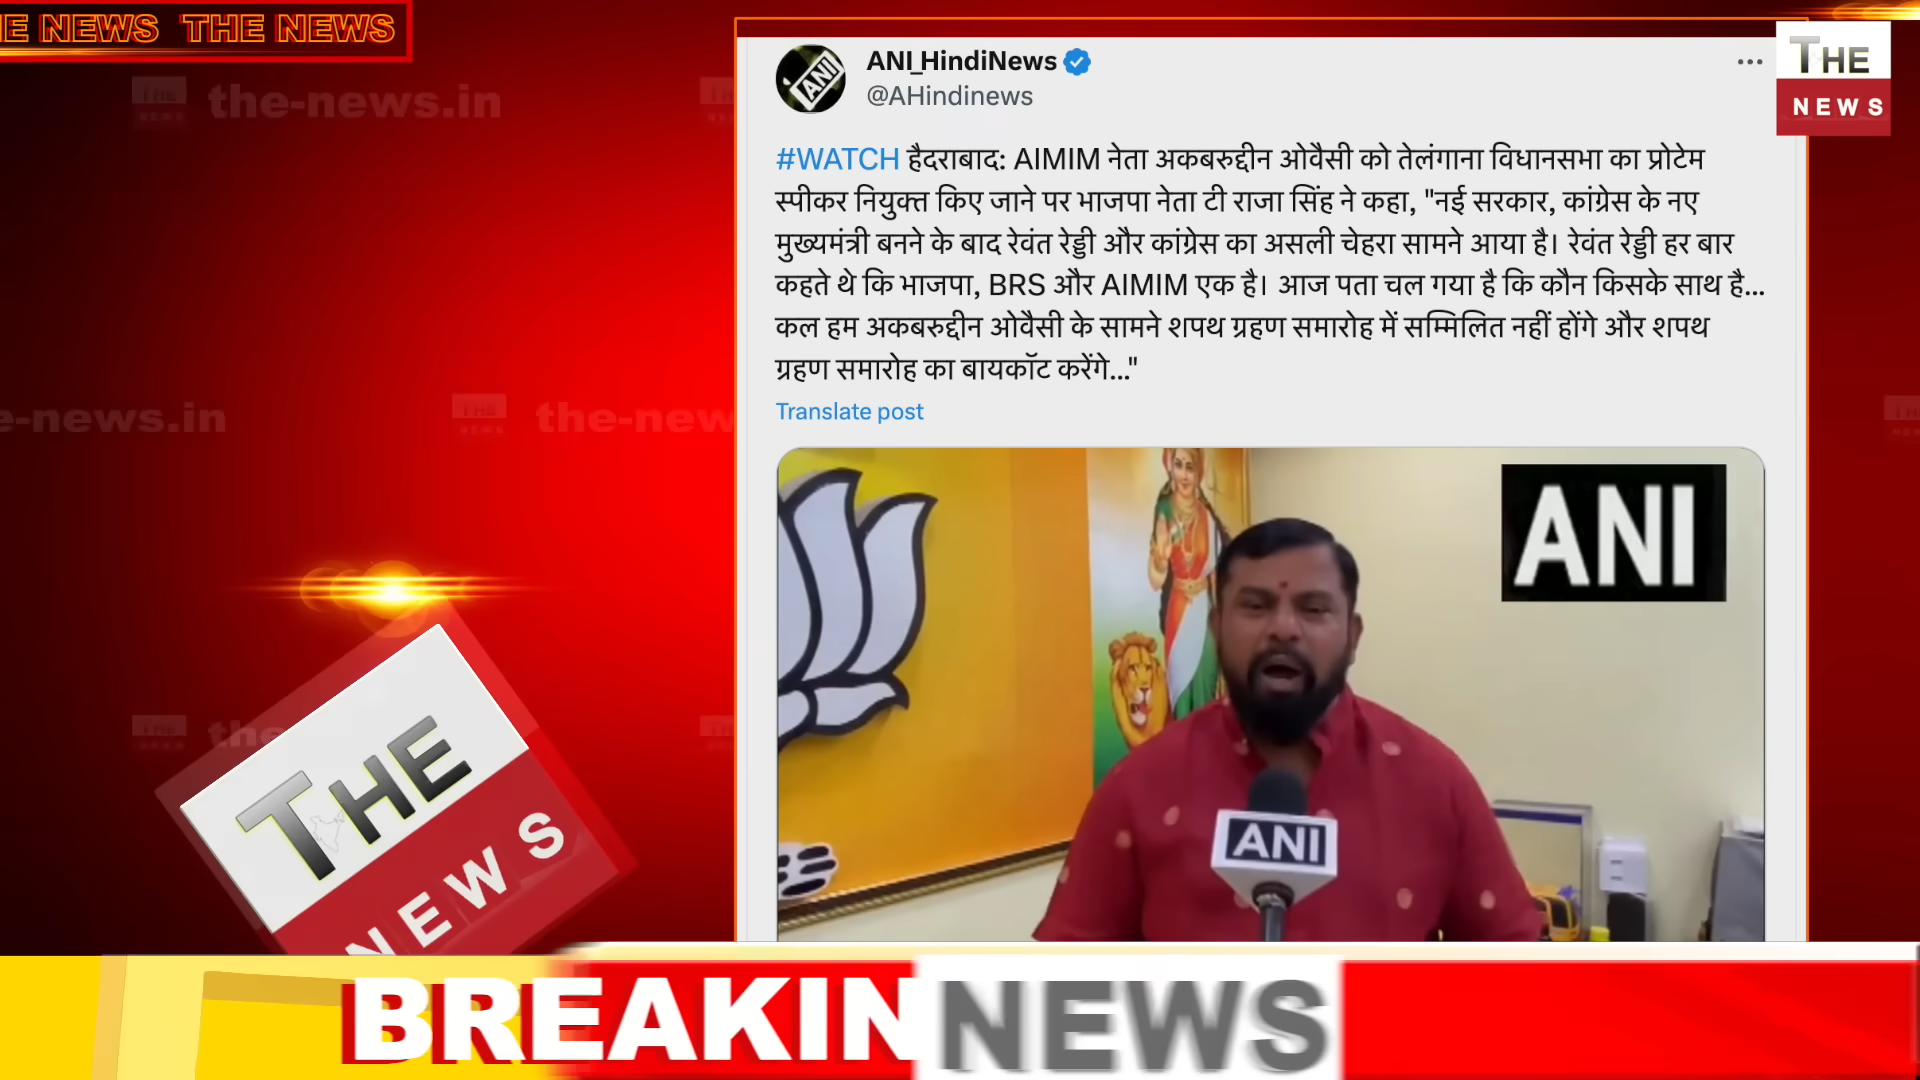 E NEWS THE NEWS
the-news.in
THE
NEWS
ANI_HindiNews
@AHindinews
#WATCH हैदराबाद: AIMIM नेता अकबरुद्दीन ओवैसी को तेलंगाना विधानसभा का प्रोटेम
स्पीकर नियुक्त किए जाने पर भाजपा नेता टी राजा सिंह ने कहा, "नई सरकार, कांग्रेस के नए
मुख्यमंत्री बनने के बाद रेवंत रेड्डी और कांग्रेस का असली चेहरा सामने आया है। रेवंत रेड्डी हर बार
कहते थे कि भाजपा, BRS और AIMIM एक है। आज पता चल गया है कि कौन किसके साथ है...
कल हम अकबरुद्दीन ओवैसी के सामने शपथ ग्रहण समारोह में सम्मिलित नहीं होंगे और शपथ
ग्रहण समारोह का बायकॉट करेंगे..."
Translate post
e-news.in
the-new
ANI
ANI
THE
NEWS
BREAKIN NEWS